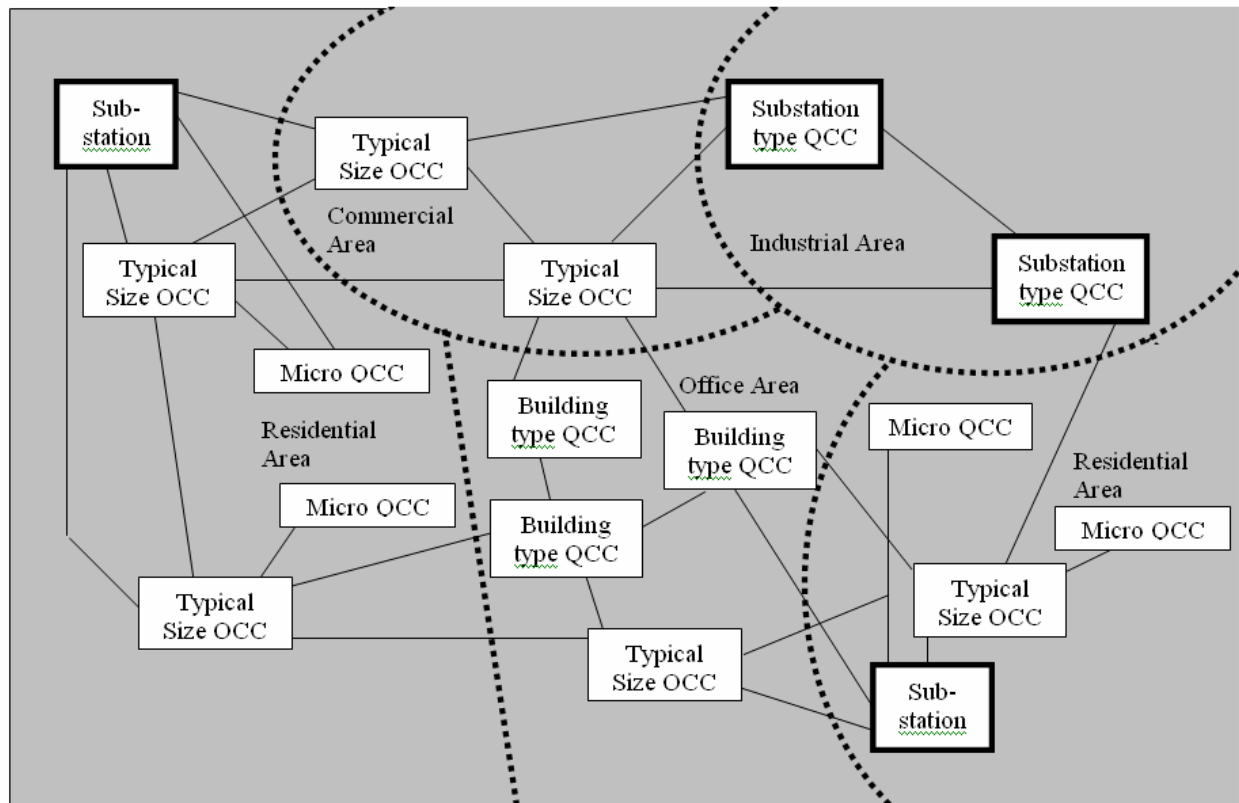 Sub-
station
Substation
type QCC
Typical
Size OCC
Commercial
Area
Industrial Area
Typical
Size OCC
Typical
Size OCC
Substation
type QCC
Micro QCC
Office Area
Building
type QCC
Micro QCC
Residential
Area
Building
type QCC
Residential
Area
Micro QCC
Building
type QCC
Micro QCC
Typical
Size OCC
Typical
Size OCC
Typical
Size OCC
Sub-
station